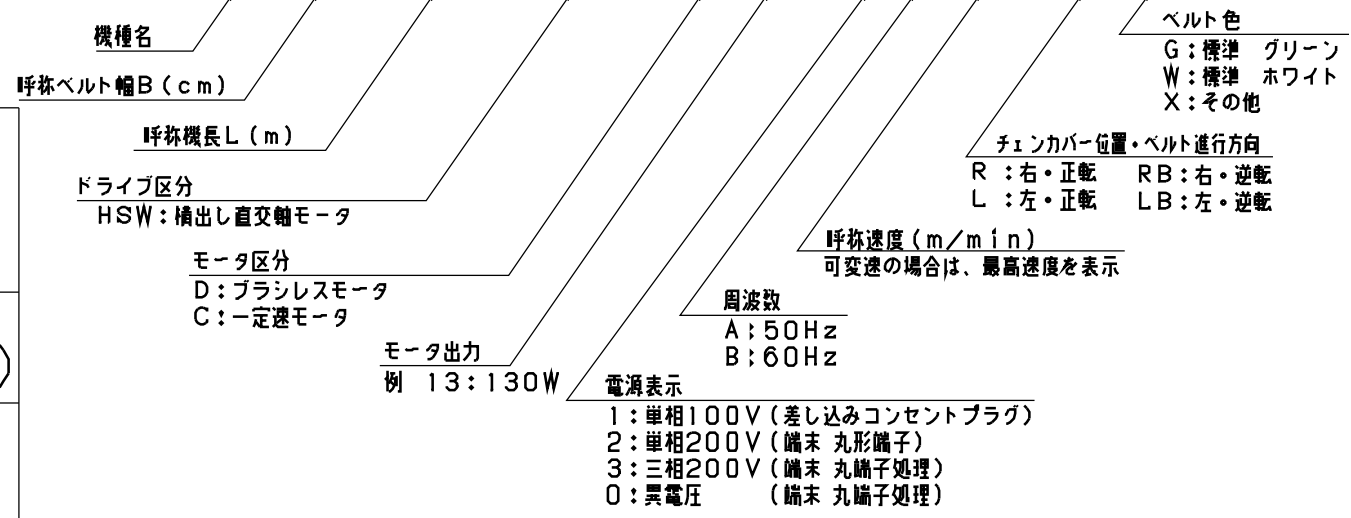 機種名
呼称ベルト幅B(cm)
呼称機長L(m)
ドライブ区分
HSW:横出し直交軸モータ
モータ区分
D:ブラシレスモータ
C:一定速モータ
モータ出力
例 13:130W
電源表示
1:単相100V(差し込みコンセントプラグ)
2:単相200V(端末 丸形端子)
3:三相200V(端末 丸端子処理)
0:異電圧 (端末 丸端子処理)
周波数
A:50Hz
B:60Hz
呼称速度(m/min)
可変速の場合は、最高速度を表示
チェンカバー位置・ベルト進行方向
R :右・正転 RB:右・逆転
L :左・正転 LB:左・逆転
ベルト色
G:標準 グリーン
W:標準 ホワイト
X:その他